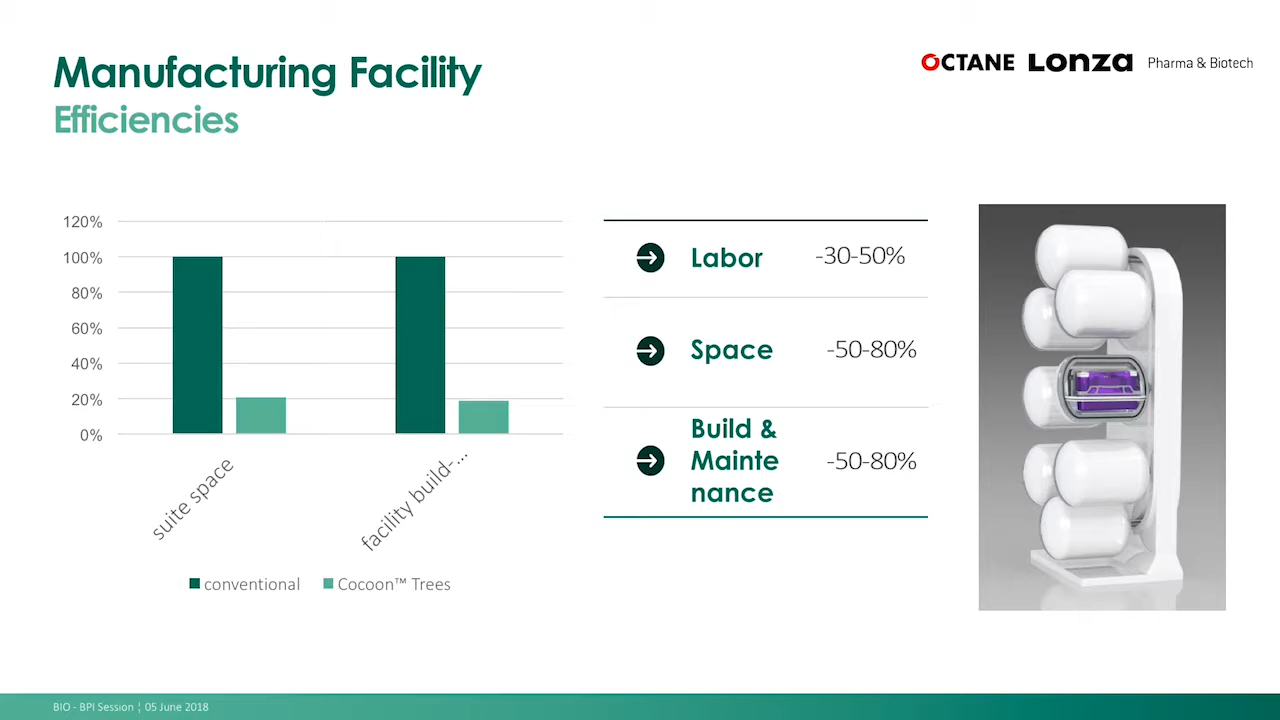 Manufacturing Facility
Efficiencies
OCTANE Lonza Pharma & Biotech
120%
100%
80%
60%
40%
20%
0%
suite space
facility build-...
conventional
Cocoon™ Trees
Labor -30-50%
Space -50-80%
Build &
Mainte
nance
-50-80%
BIO - BPI Session ¦ 05 June 2018